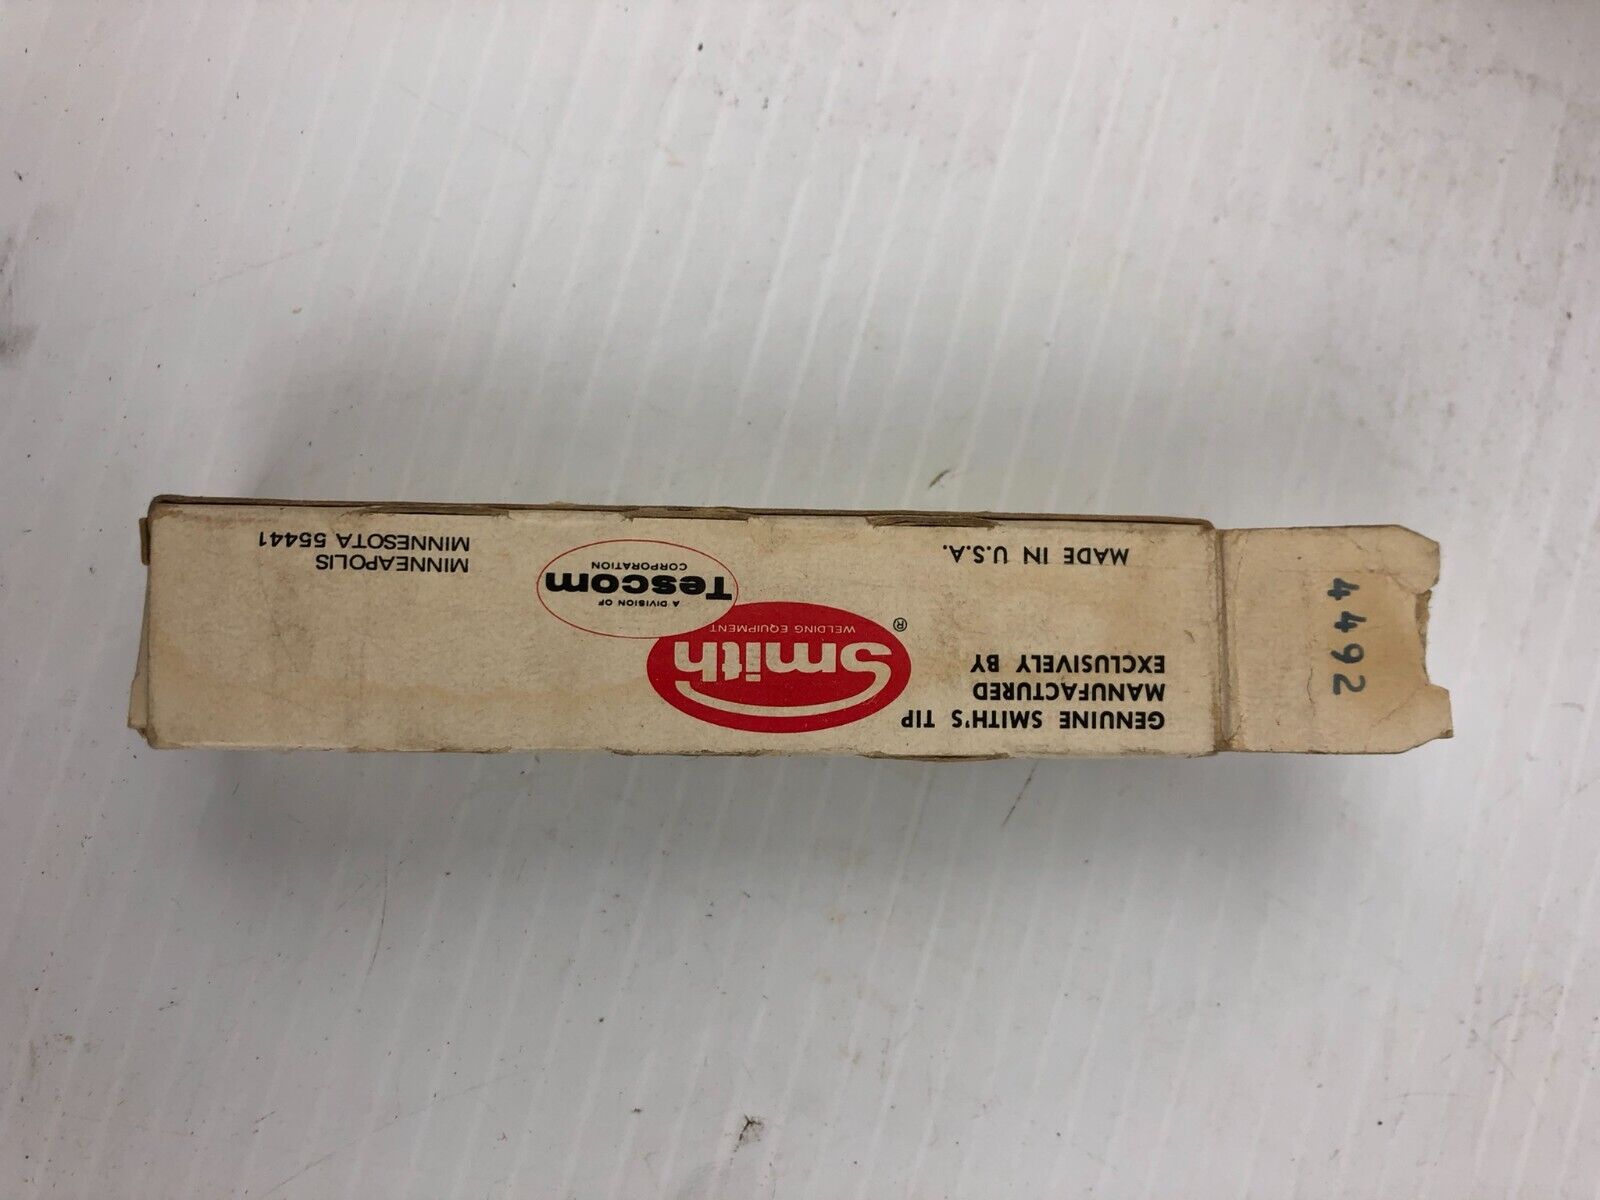 GENUINE SMITH'S TIP
MANUFACTURED
EXCLUSIVELY BY
MADE IN U.S.A.
Smith
®
WELDING EQUIPMENT
A DIVISION OF
Tescom
CORPORATION
MINNEAPOLIS
MINNESOTA 55441
4492